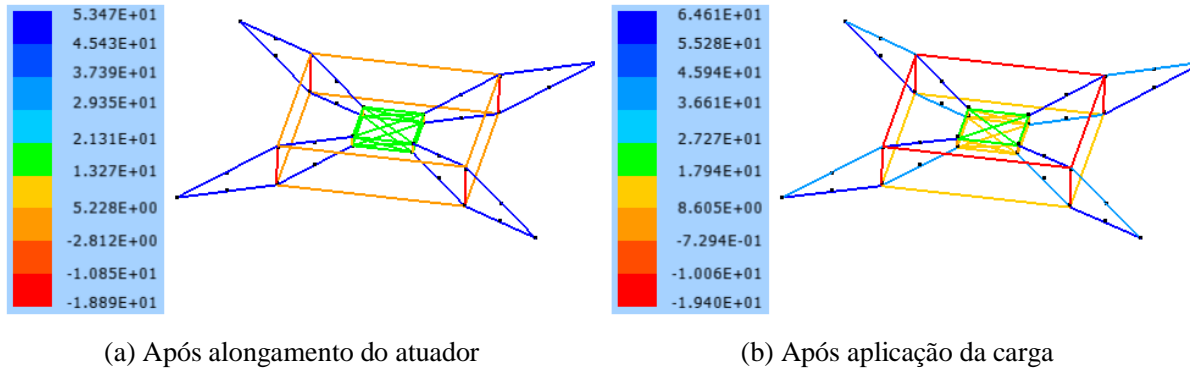 5.347E+01
4.543E+01
3.739E+01
2.935E+01
2.131E+01
1.327E+01
5.228E+00
-2.812E+00
-1.085E+01
-1.889E+01
(a) Após alongamento do atuador
6.461E+01
5.528E+01
4.594E+01
3.661E+01
2.727E+01
1.794E+01
8.605E+00
-7.294E-01
-1.006E+01
-1.940E+01
(b) Após aplicação da carga